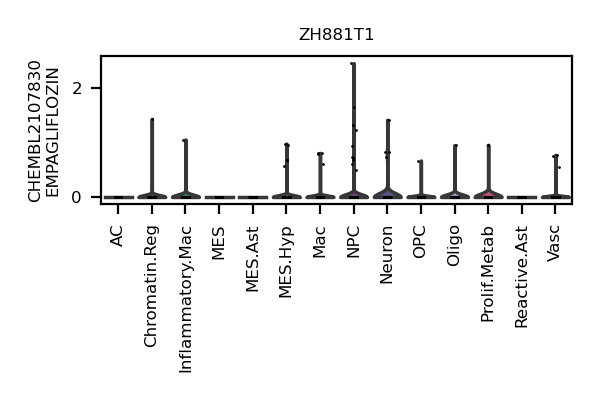 ZH881T1
CHEMBL2107830
EMPAGLIFLOZIN
2
0
AC
Chromatin.Reg
Inflammatory.Mac
MES
MES.Ast
MES.Hyp
Mac
NPC
Neuron
OPC
Oligo
Prolif.Metab
Reactive.Ast
Vasc